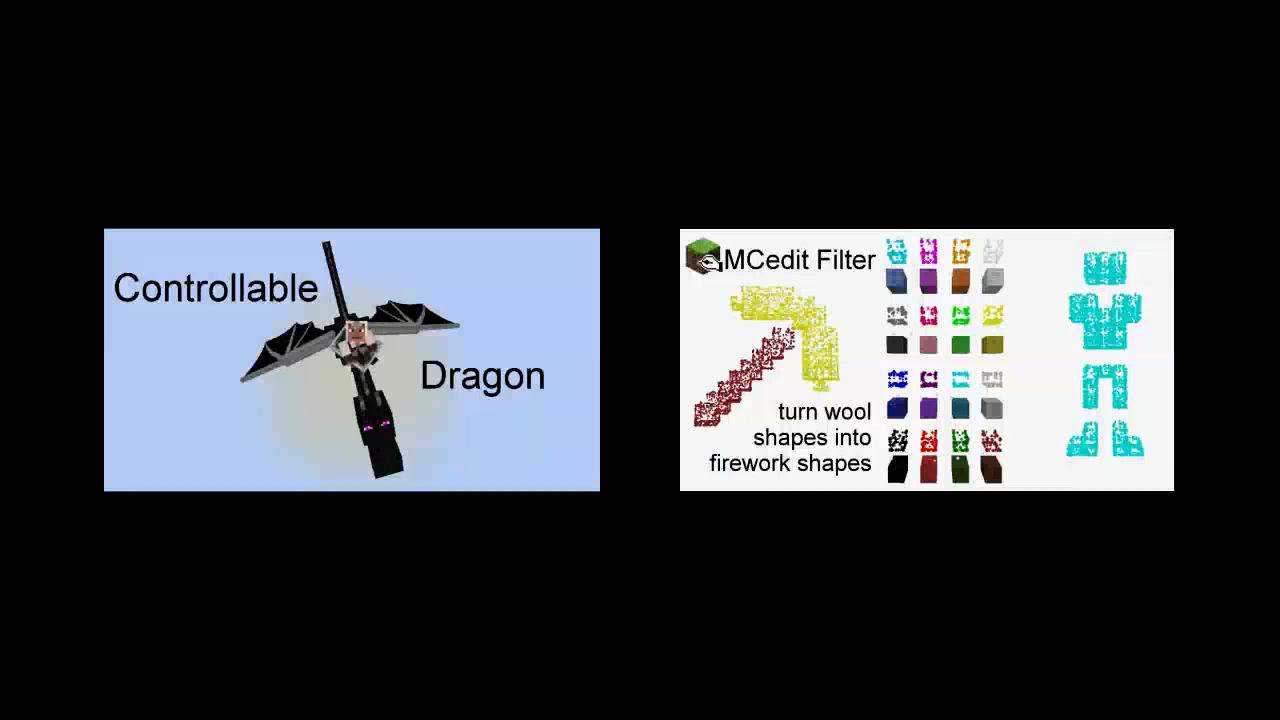 Controllable
Dragon
MCedit Filter
turn wool
shapes into
firework shapes